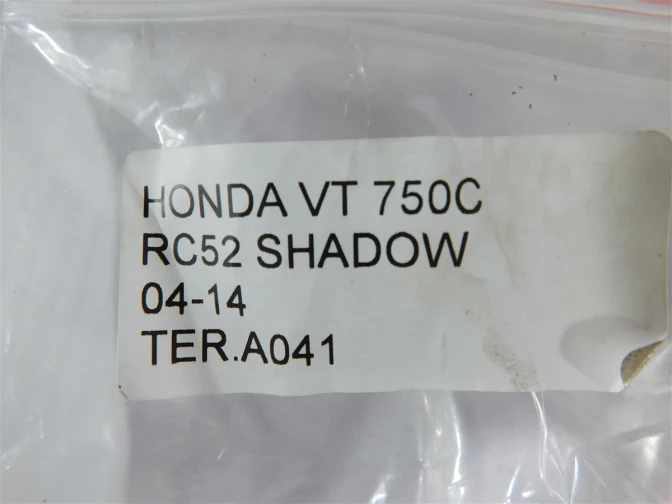 HONDA VT 750C
RC52 SHADOW
04-14
TER.A041